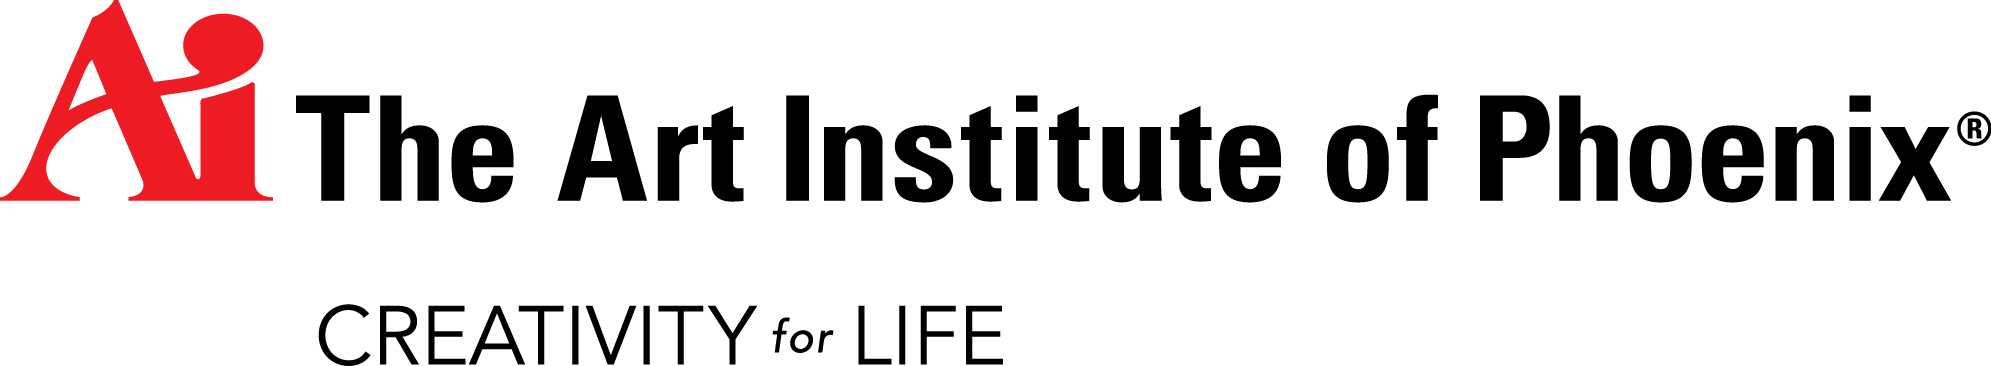 Ai The Art Institute of Phoenix®
CREATIVITY for LIFE